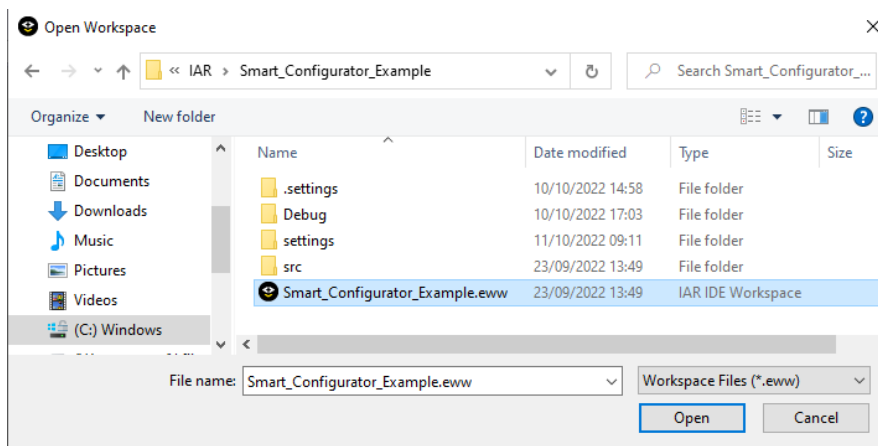 Open Workspace
« IAR > Smart_Configurator_Example
Search Smart_Configurator_...
Organize New folder
Name Date modified Type Size
Desktop
Documents
Downloads
Music
Pictures
Videos
(C:) Windows
.settings 10/10/2022 14:58 File folder
Debug 10/10/2022 17:03 File folder
settings 11/10/2022 09:11 File folder
src 23/09/2022 13:49 File folder
Smart_Configurator_Example.eww 23/09/2022 13:49 IAR IDE Workspace
File name: Smart_Configurator_Example.eww Workspace Files (*.eww)
Open Cancel